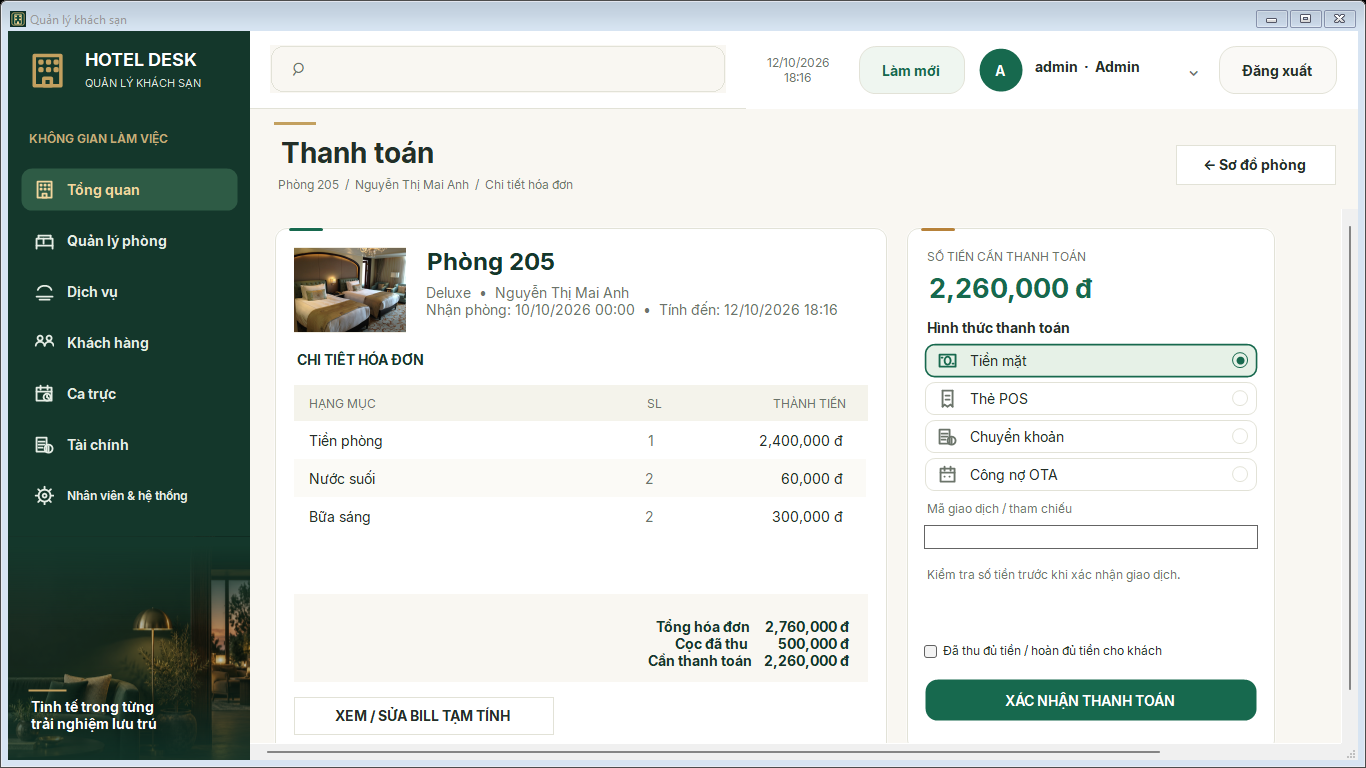 Quản lý khách sạn
HOTEL DESK
QUẢN LÝ KHÁCH SẠN
12/10/2026
18:16
Làm mới
A
admin · Admin
Đăng xuất
KHÔNG GIAN LÀM VIỆC
Tổng quan
Quản lý phòng
Dịch vụ
Khách hàng
Ca trực
Tài chính
Nhân viên & hệ thống
Tinh tế trong từng
trải nghiệm lưu trú
Thanh toán
Phòng 205 / Nguyễn Thị Mai Anh / Chi tiết hóa đơn
← Sơ đồ phòng
Phòng 205
Deluxe • Nguyễn Thị Mai Anh
Nhận phòng: 10/10/2026 00:00 • Tính đến: 12/10/2026 18:16
CHI TIẾT HÓA ĐƠN
HẠNG MỤC SL THÀNH TIỀN
Tiền phòng 1 2,400,000 đ
Nước suối 2 60,000 đ
Bữa sáng 2 300,000 đ
Tổng hóa đơn 2,760,000 đ
Cọc đã thu 500,000 đ
Cần thanh toán 2,260,000 đ
XEM / SỬA BILL TẠM TÍNH
SỐ TIỀN CẦN THANH TOÁN
2,260,000 đ
Hình thức thanh toán
Tiền mặt
Thẻ POS
Chuyển khoản
Công nợ OTA
Mã giao dịch / tham chiếu
Kiểm tra số tiền trước khi xác nhận giao dịch.
Đã thu đủ tiền / hoàn đủ tiền cho khách
XÁC NHẬN THANH TOÁN